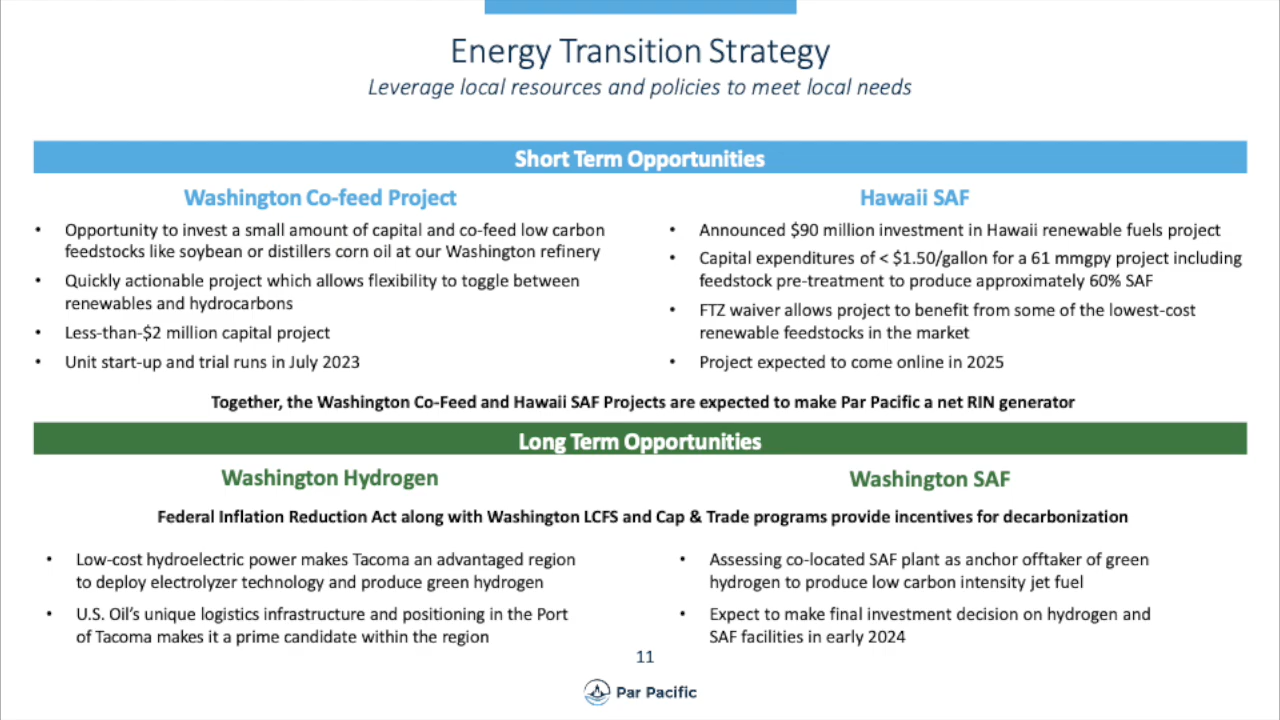 Energy Transition Strategy
Leverage local resources and policies to meet local needs
Short Term Opportunities
Washington Co-feed Project
• Opportunity to invest a small amount of capital and co-feed low carbon
feedstocks like soybean or distillers corn oil at our Washington refinery
• Quickly actionable project which allows flexibility to toggle between
renewables and hydrocarbons
• Less-than-$2 million capital project
• Unit start-up and trial runs in July 2023
Hawaii SAF
• Announced $90 million investment in Hawaii renewable fuels project
• Capital expenditures of < $1.50/gallon for a 61 mmgpy project including
feedstock pre-treatment to produce approximately 60% SAF
• FTZ waiver allows project to benefit from some of the lowest-cost
renewable feedstocks in the market
• Project expected to come online in 2025
Together, the Washington Co-Feed and Hawaii SAF Projects are expected to make Par Pacific a net RIN generator
Long Term Opportunities
Washington Hydrogen
Washington SAF
Federal Inflation Reduction Act along with Washington LCFS and Cap & Trade programs provide incentives for decarbonization
• Low-cost hydroelectric power makes Tacoma an advantaged region
to deploy electrolyzer technology and produce green hydrogen
• U.S. Oil's unique logistics infrastructure and positioning in the Port
of Tacoma makes it a prime candidate within the region
• Assessing co-located SAF plant as anchor offtaker of green
hydrogen to produce low carbon intensity jet fuel
• Expect to make final investment decision on hydrogen and
SAF facilities in early 2024
11
Par Pacific